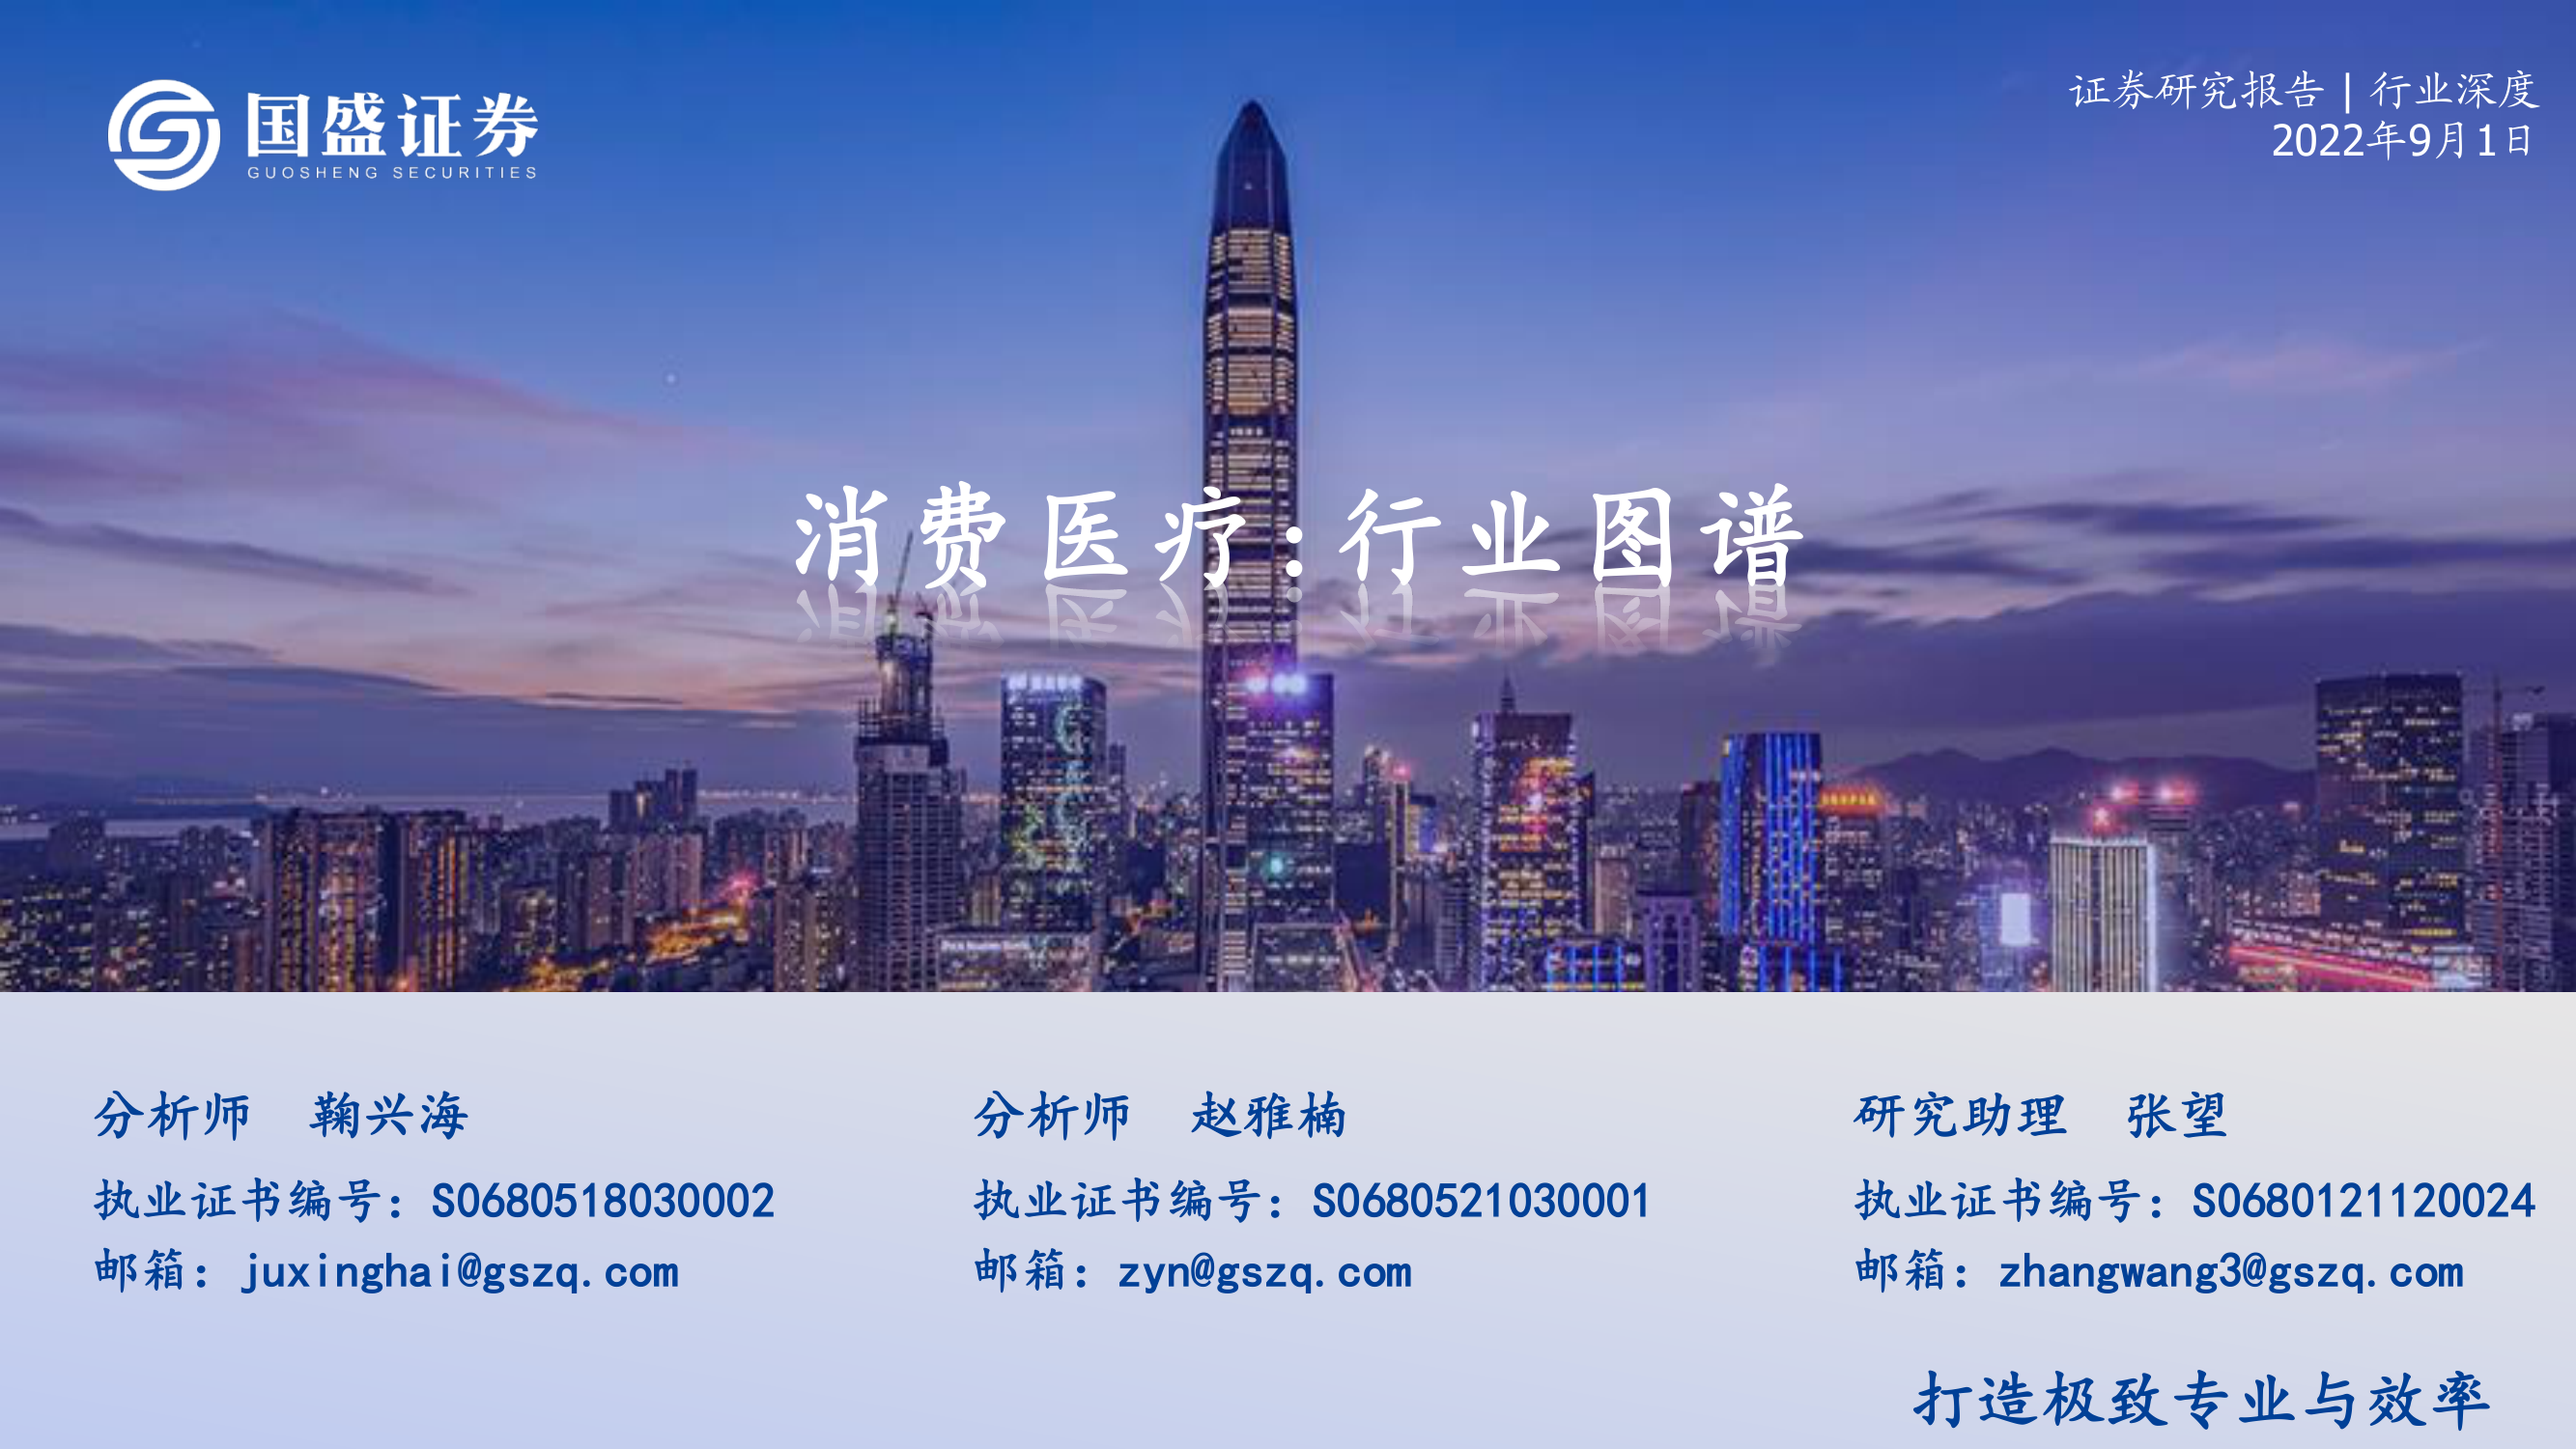 国盛证券
GUOSHENG SECURITIES
证券研究报告 | 行业深度
2022年9月1日
消费医疗:行业图谱
分析师 鞠兴海
执业证书编号：S0680518030002
邮箱：juxinghai@gszq.com
分析师 赵雅楠
执业证书编号：S0680521030001
邮箱：zyn@gszq.com
研究助理 张望
执业证书编号：S0680121120024
邮箱：zhangwang3@gszq.com
打造极致专业与效率